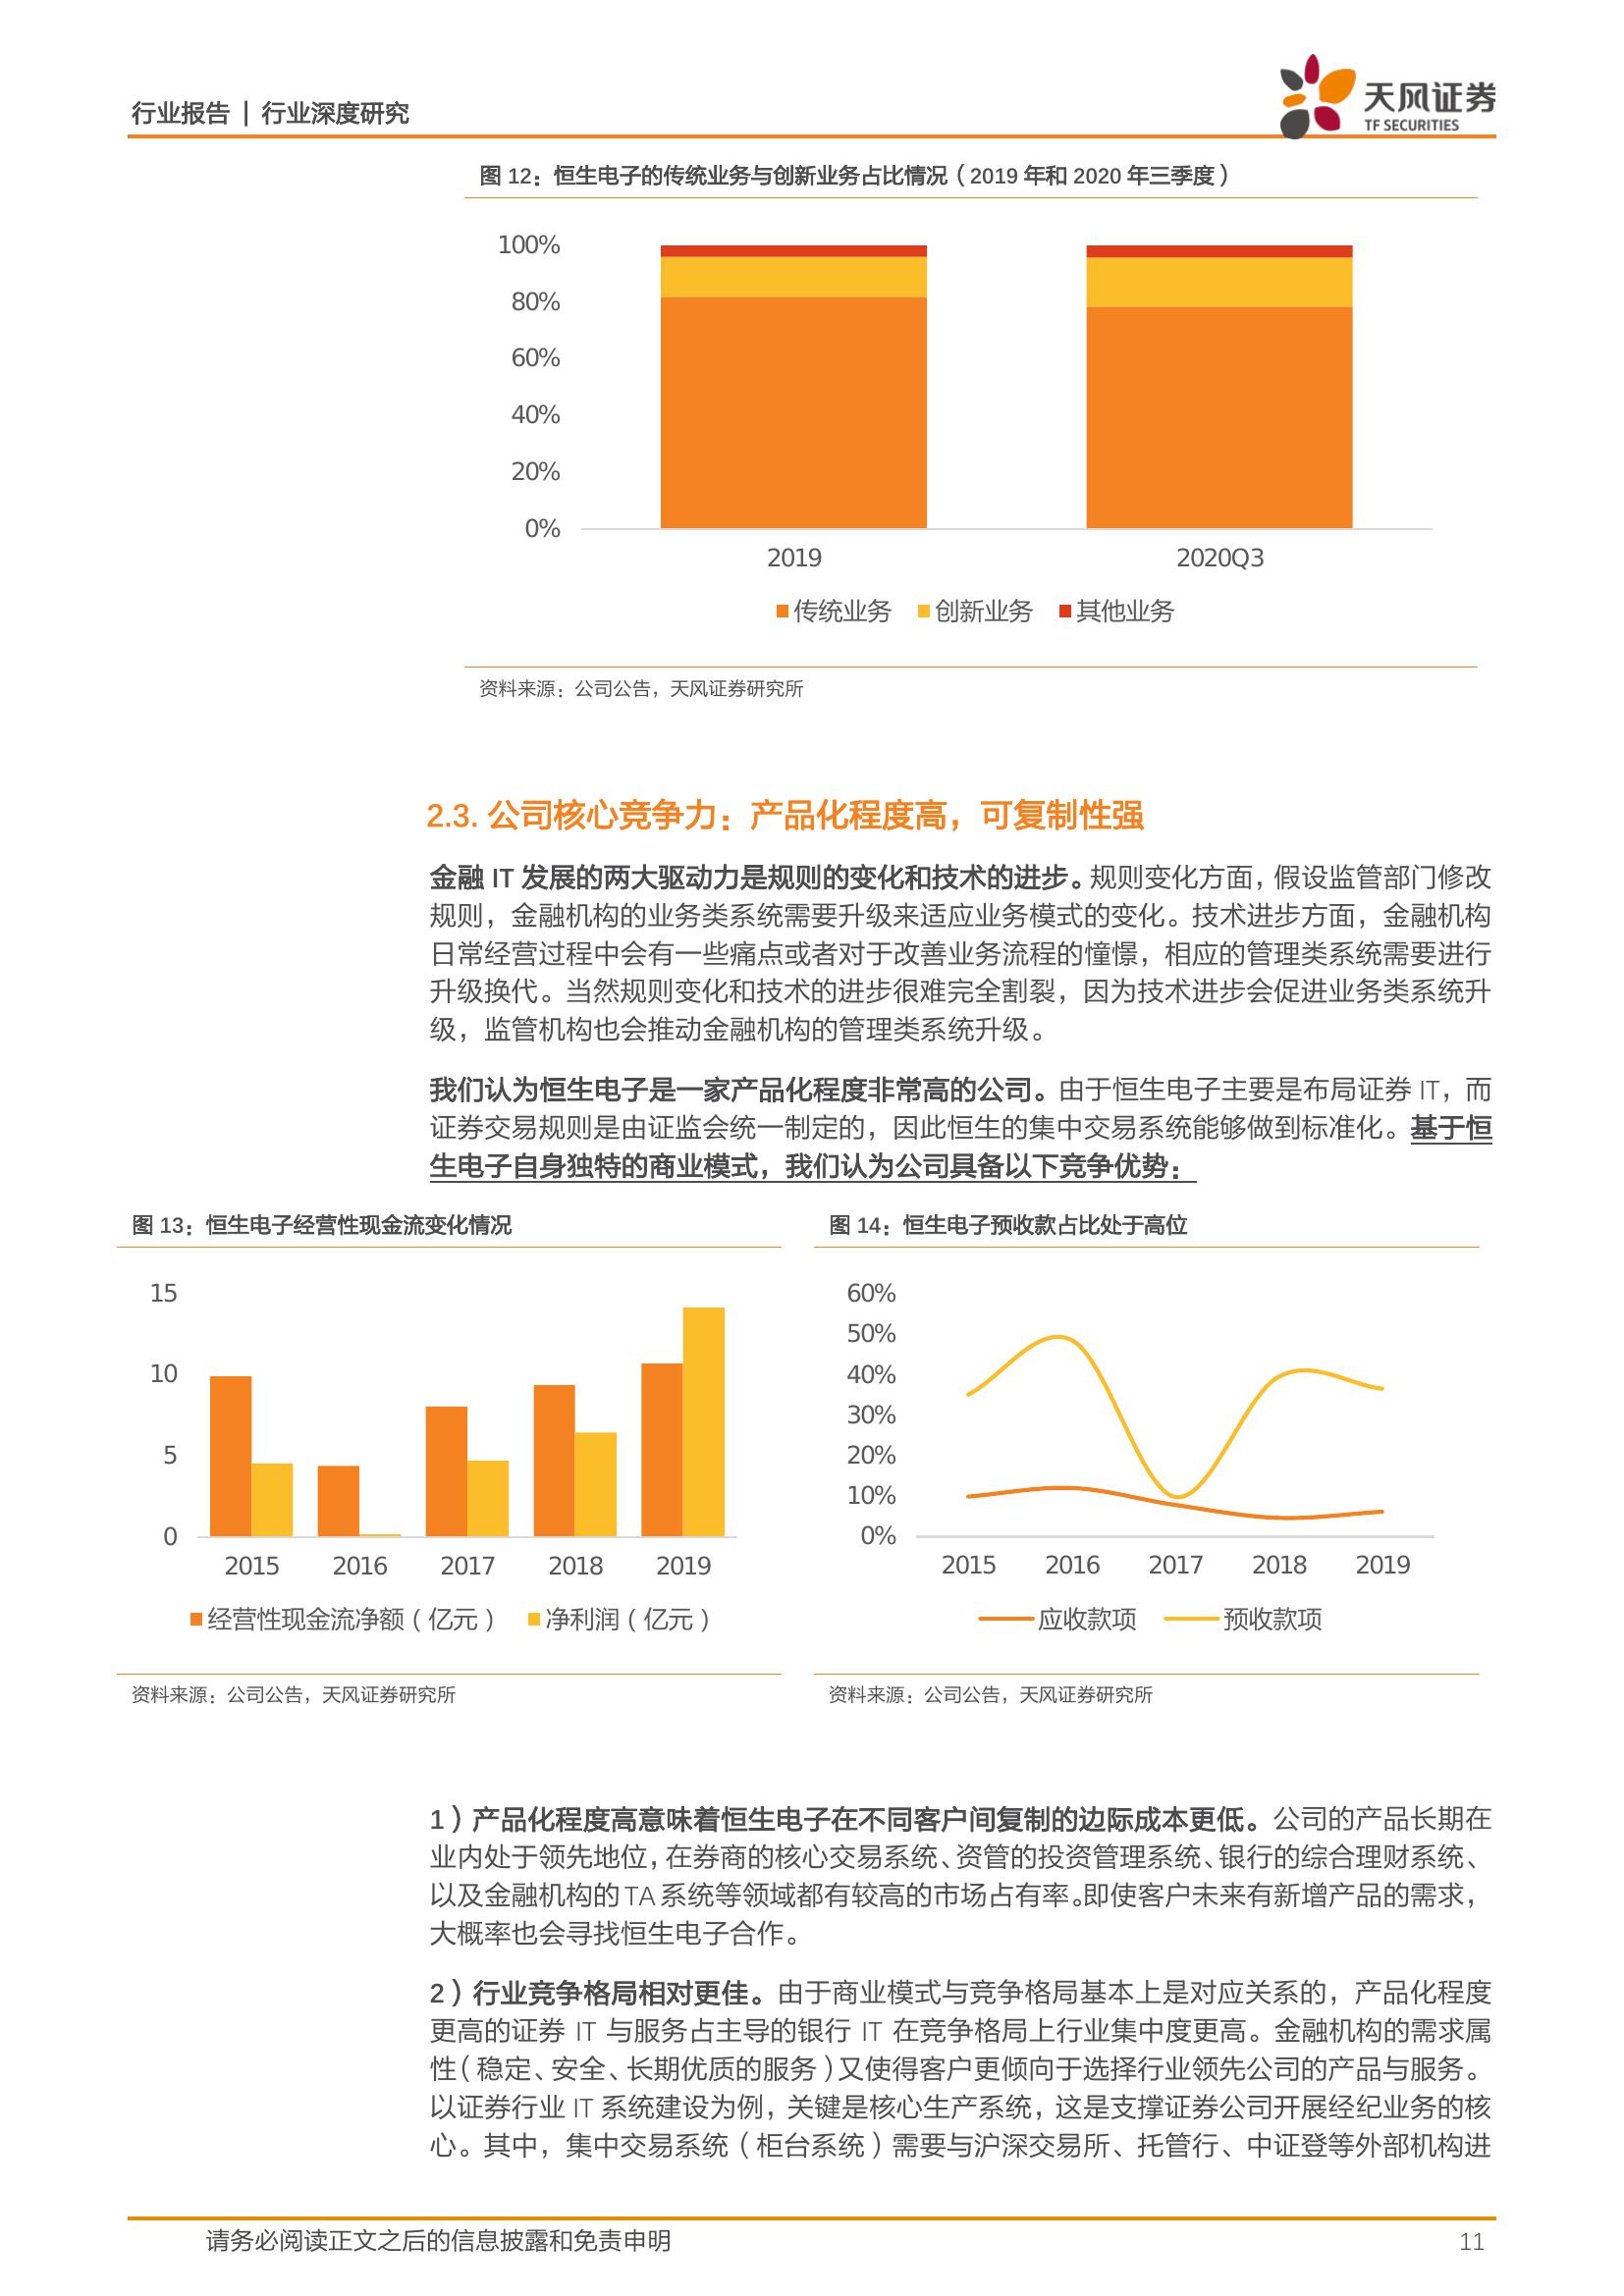 行业报告 | 行业深度研究
天风证券
TF SECURITIES
图 12：恒生电子的传统业务与创新业务占比情况（2019 年和 2020 年三季度）
100%
80%
60%
40%
20%
0%
2019 2020Q3
传统业务 创新业务 其他业务
资料来源：公司公告，天风证券研究所
2.3. 公司核心竞争力：产品化程度高，可复制性强
金融 IT 发展的两大驱动力是规则的变化和技术的进步。规则变化方面，假设监管部门修改
规则，金融机构的业务类系统需要升级来适应业务模式的变化。技术进步方面，金融机构
日常经营过程中会有一些痛点或者对于改善业务流程的憧憬，相应的管理类系统需要进行
升级换代。当然规则变化和技术的进步很难完全割裂，因为技术进步会促进业务类系统升
级，监管机构也会推动金融机构的管理类系统升级。
我们认为恒生电子是一家产品化程度非常高的公司。由于恒生电子主要是布局证券 IT，而
证券交易规则是由证监会统一制定的，因此恒生的集中交易系统能够做到标准化。基于恒
生电子自身独特的商业模式，我们认为公司具备以下竞争优势：
图 13：恒生电子经营性现金流变化情况
15
10
5
0
2015 2016 2017 2018 2019
经营性现金流净额（亿元） 净利润（亿元）
资料来源：公司公告，天风证券研究所
图 14：恒生电子预收款占比处于高位
60%
50%
40%
30%
20%
10%
0%
2015 2016 2017 2018 2019
应收款项 预收款项
资料来源：公司公告，天风证券研究所
1）产品化程度高意味着恒生电子在不同客户间复制的边际成本更低。公司的产品长期在
业内处于领先地位，在券商的核心交易系统、资管的投资管理系统、银行的综合理财系统、
以及金融机构的 TA 系统等领域都有较高的市场占有率。即使客户未来有新增产品的需求，
大概率也会寻找恒生电子合作。
2）行业竞争格局相对更佳。由于商业模式与竞争格局基本上是对应关系的，产品化程度
更高的证券 IT 与服务占主导的银行 IT 在竞争格局上行业集中度更高。金融机构的需求属
性（稳定、安全、长期优质的服务）又使得客户更倾向于选择行业领先公司的产品与服务。
以证券行业 IT 系统建设为例，关键是核心生产系统，这是支撑证券公司开展经纪业务的核
心。其中，集中交易系统（柜台系统）需要与沪深交易所、托管行、中证登等外部机构进
请务必阅读正文之后的信息披露和免责申明 11